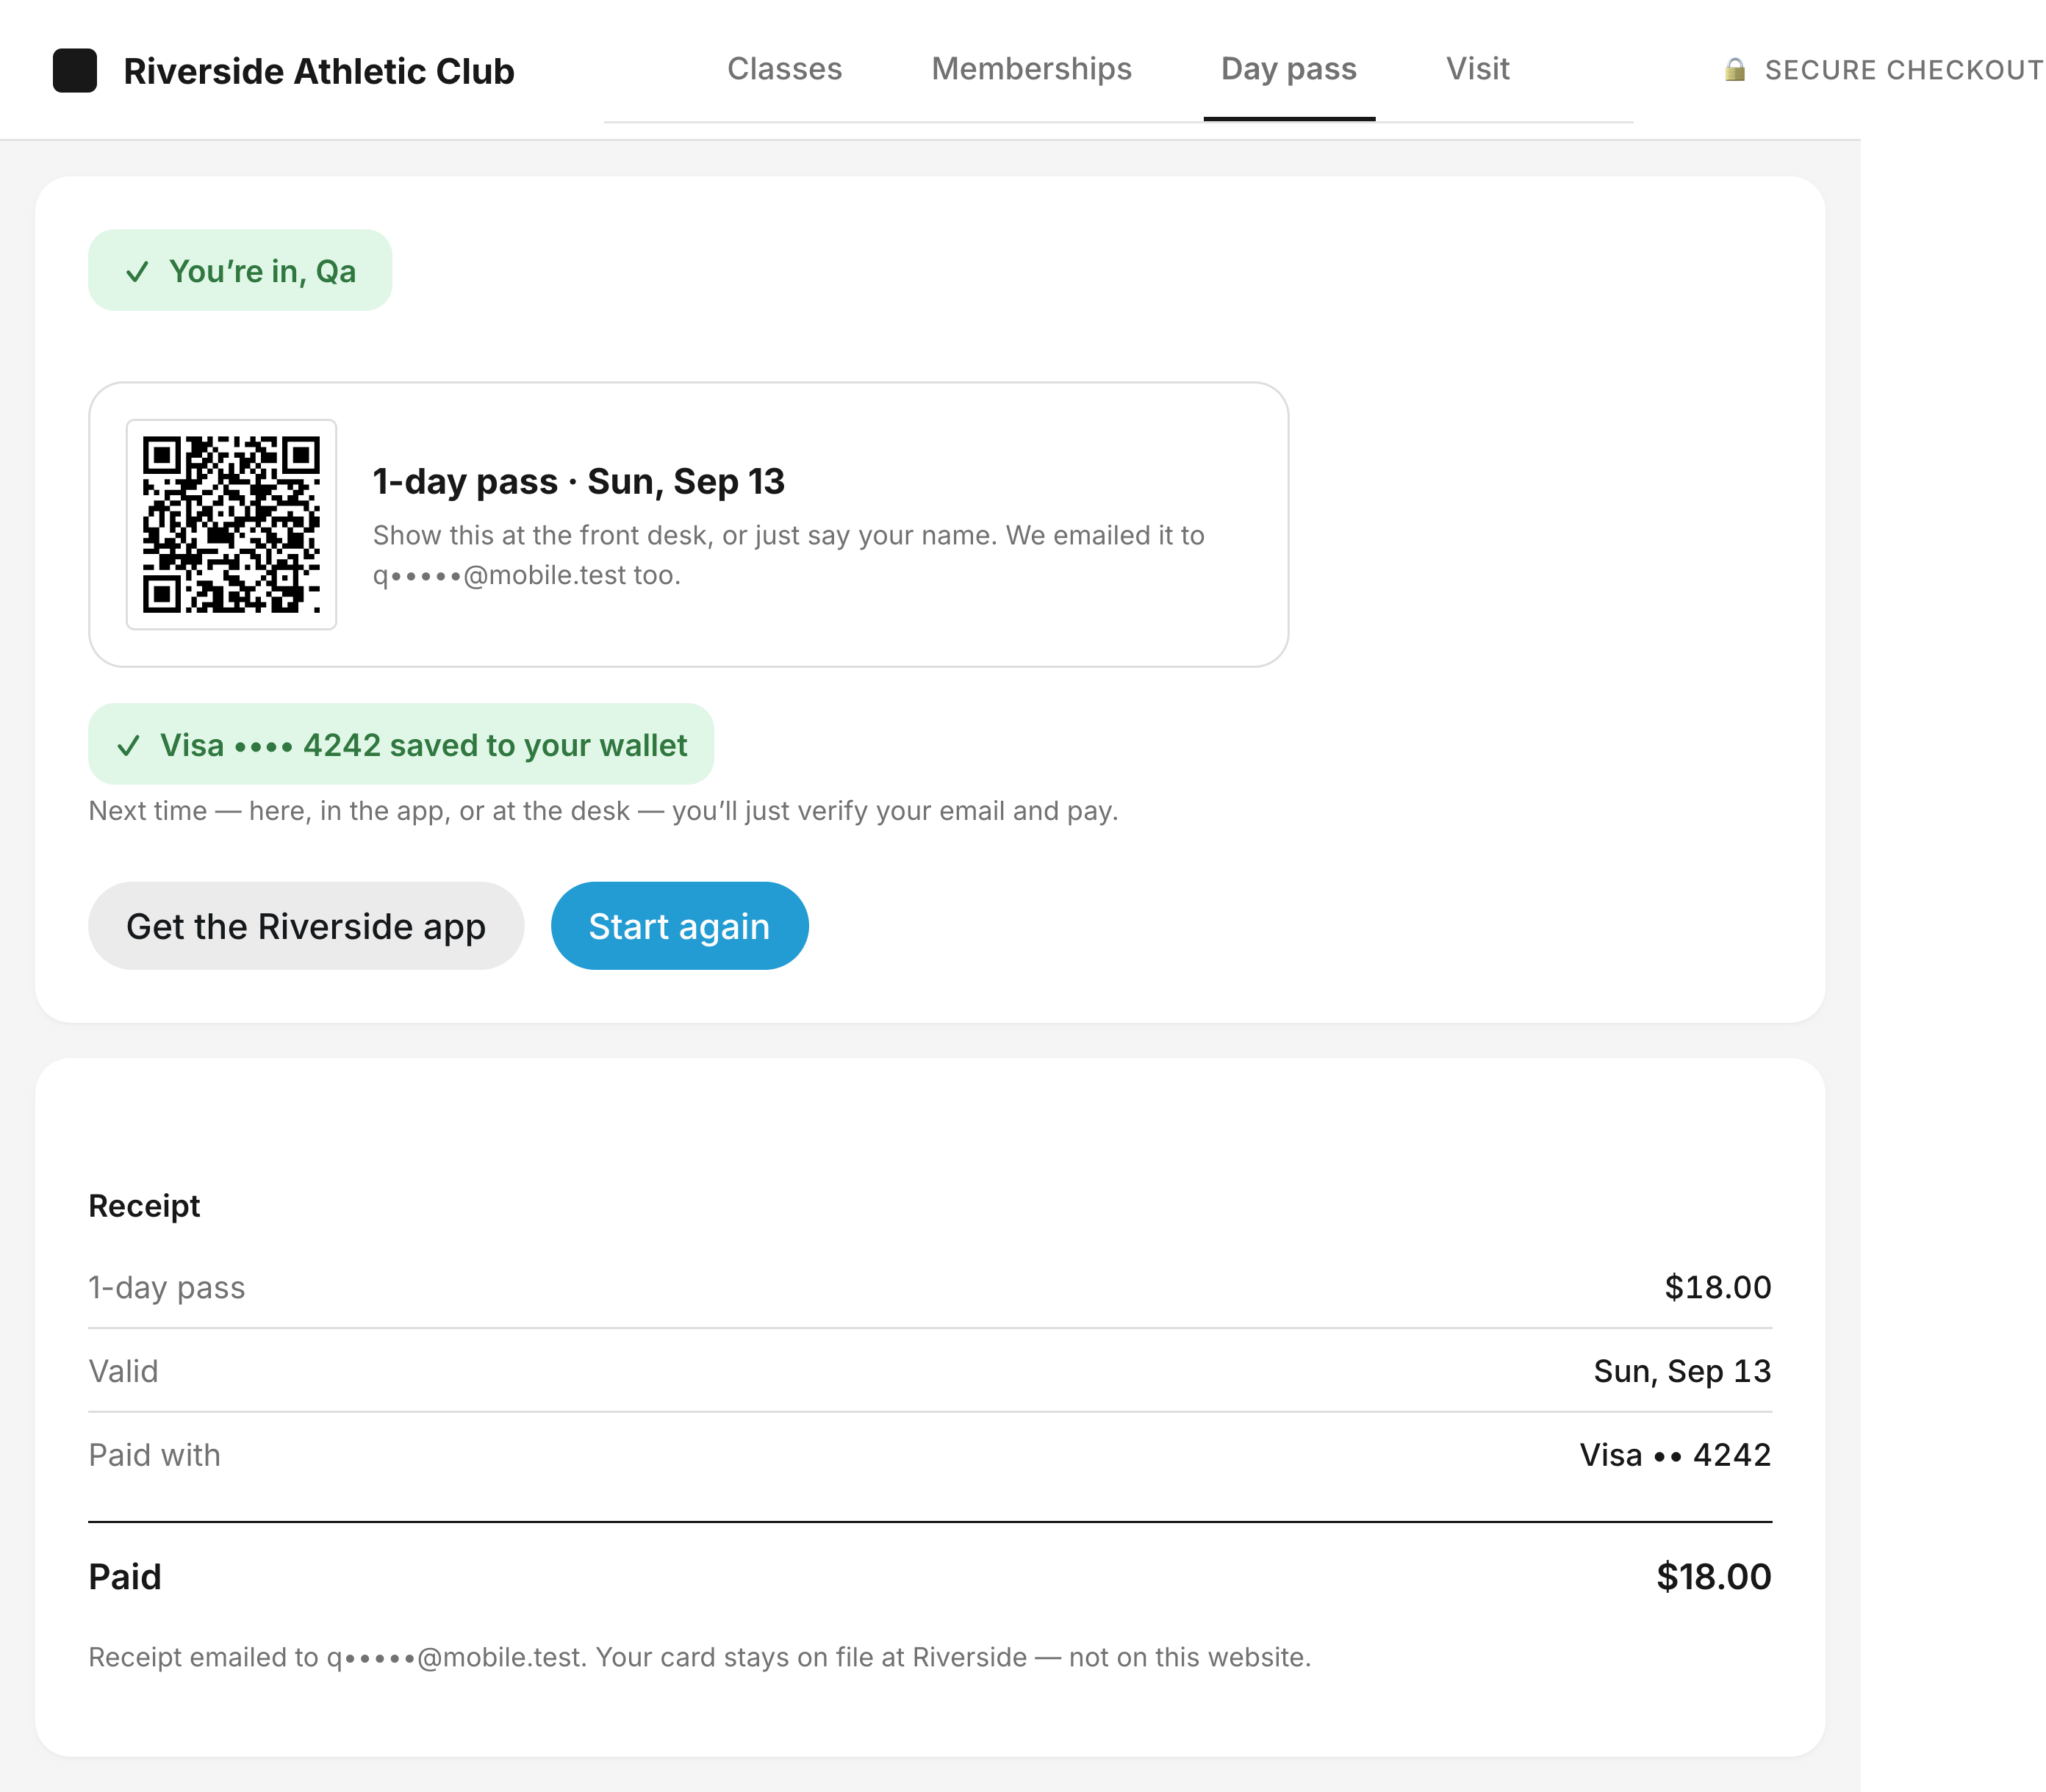 Riverside Athletic Club
Classes
Memberships
Day pass
Visit
🔒 SECURE CHECKOUT
✓ You’re in, Qa
1-day pass · Sun, Sep 13
Show this at the front desk, or just say your name. We emailed it to
q•••••@mobile.test too.
✓ Visa •••• 4242 saved to your wallet
Next time — here, in the app, or at the desk — you’ll just verify your email and pay.
Get the Riverside app
Start again
Receipt
1-day pass $18.00
Valid Sun, Sep 13
Paid with Visa •• 4242
Paid $18.00
Receipt emailed to q•••••@mobile.test. Your card stays on file at Riverside — not on this website.